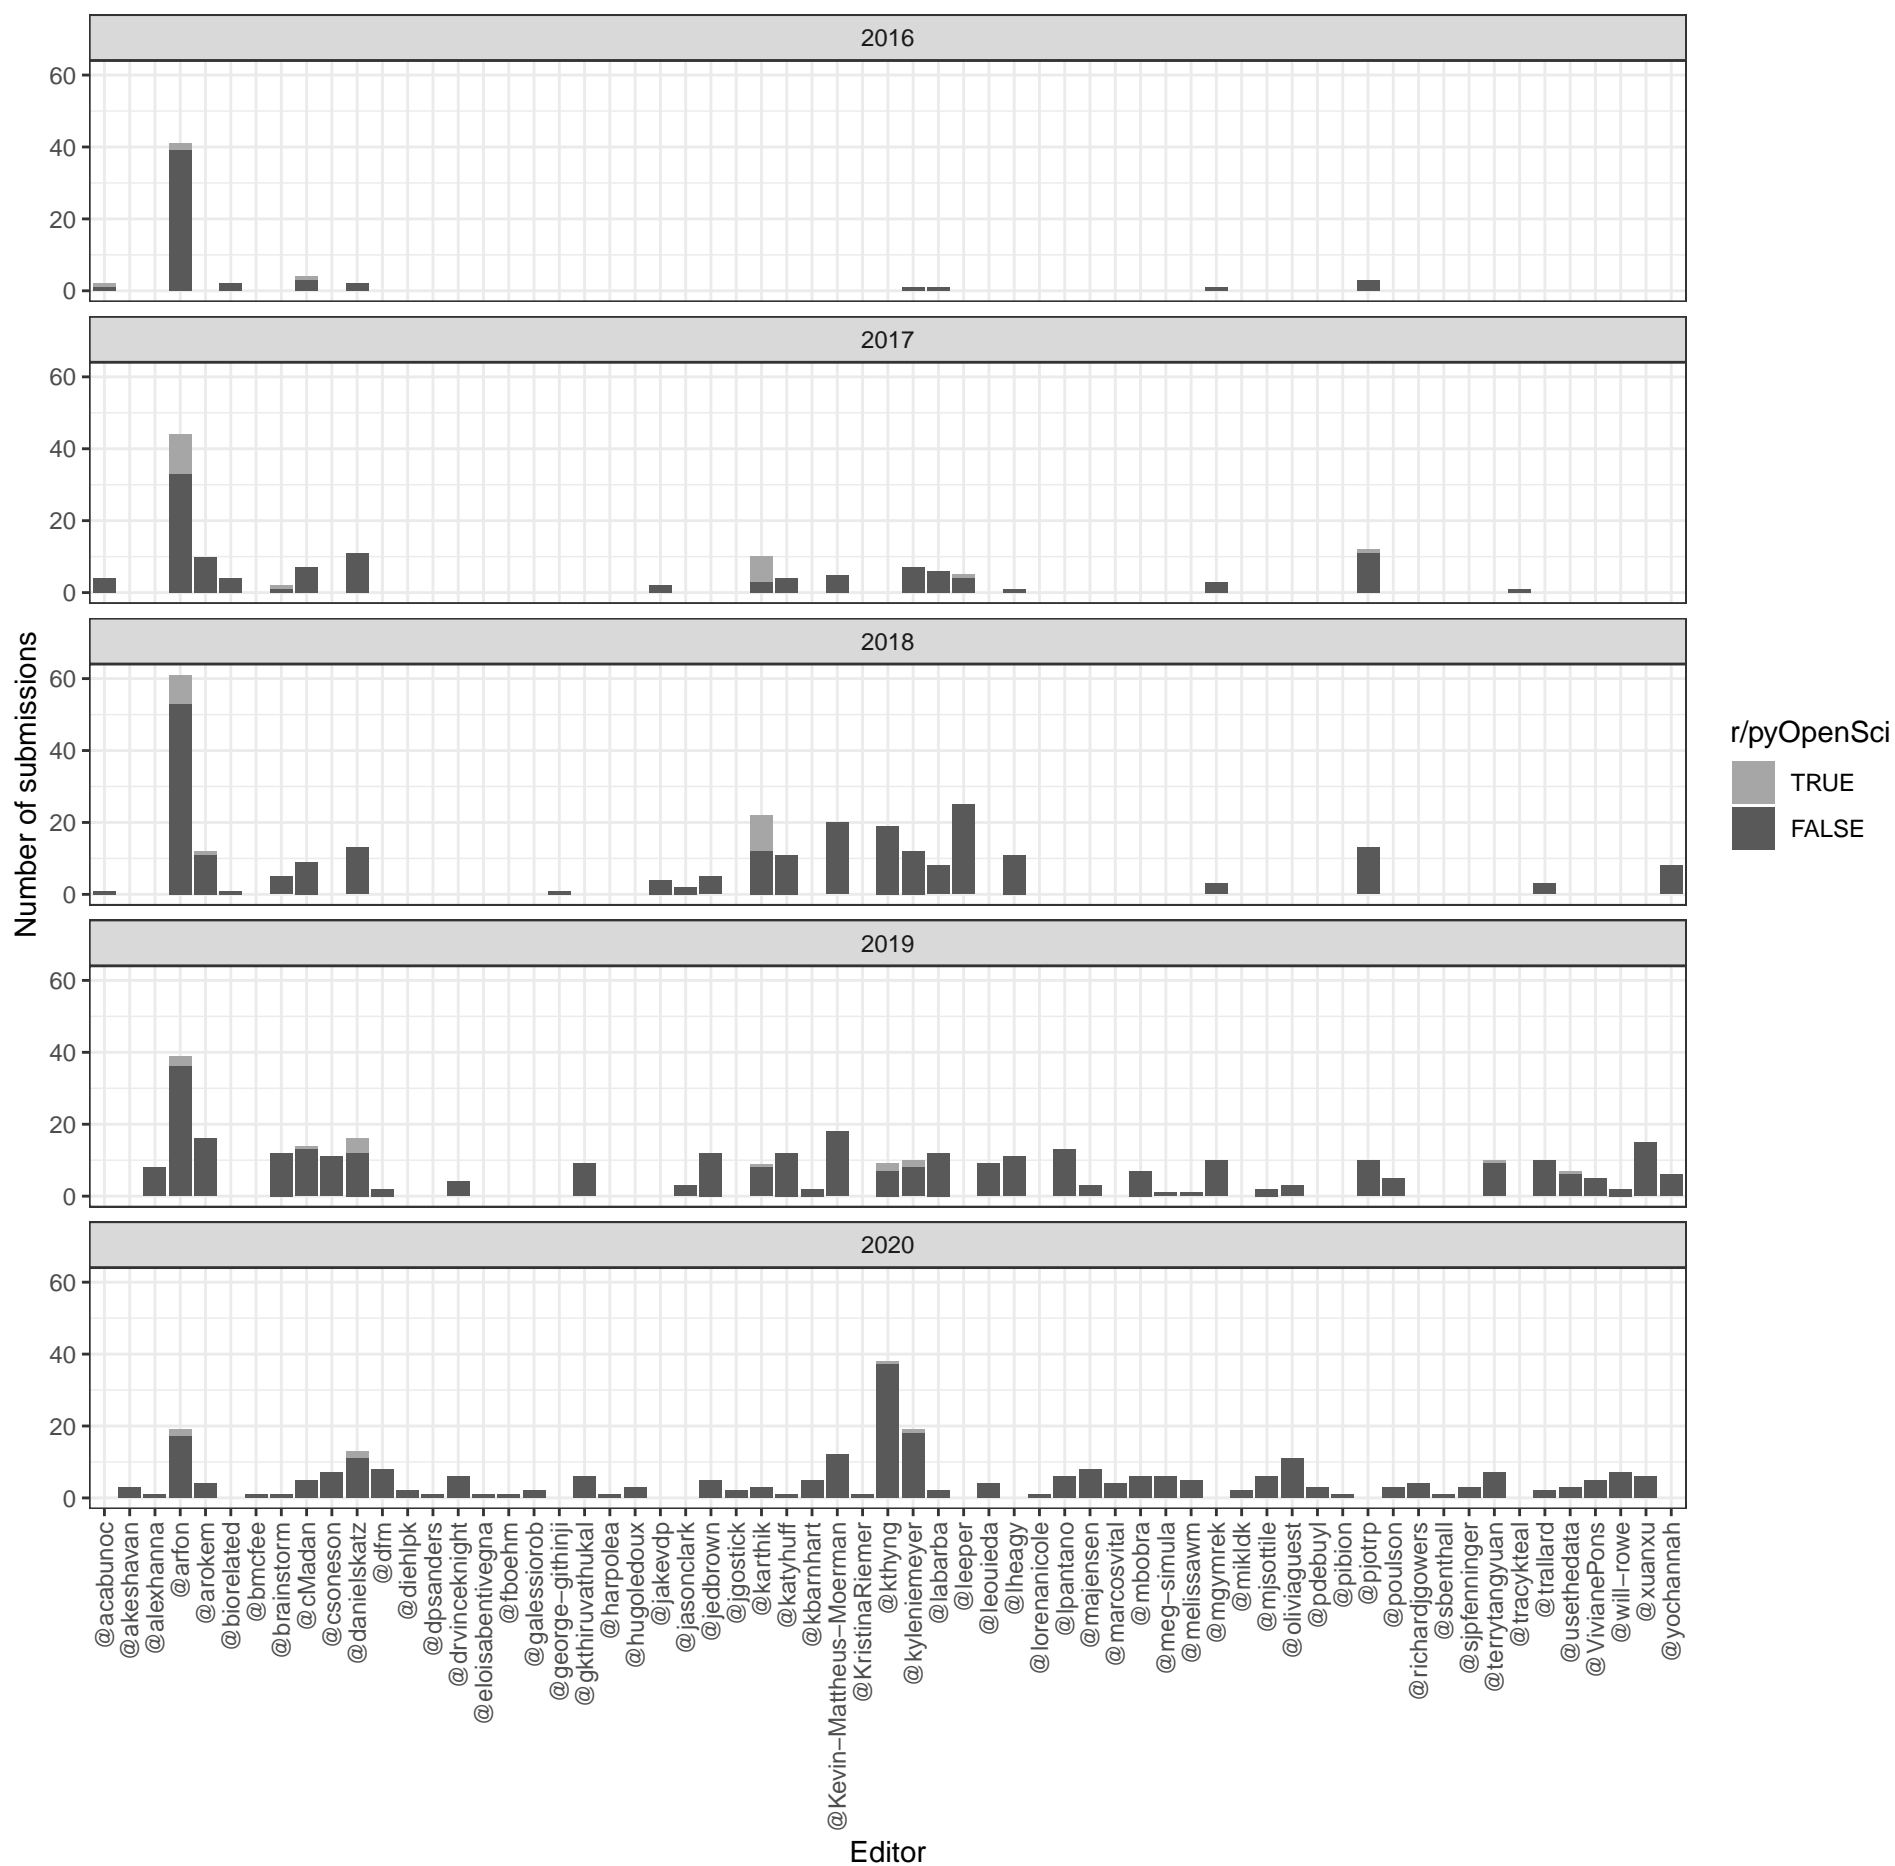 2016
60
40
20
0
2017
60
40
20
0
2018
60
40
20
0
2019
60
40
20
0
2020
60
40
20
0
Number of submissions
@acabunoc
@akeshavan
@alexhanna
@arfon
@arokem
@biorelated
@bmcfee
@brainstorm
@cMadan
@csoneson
@danielskatz
@dfm
@diehlpk
@dpsanders
@drvinceknight
@eloisabentivegna
@fboehm
@galessiorob
@george−githinji
@gkthiruvathukal
@harpolea
@hugoledoux
@jakevdp
@jasonclark
@jedbrown
@jgostick
@karthik
@katyhuff
@kbarnhart
@Kevin−Mattheus−Moerman
@KristinaRiemer
@kthyng
@kyleniemeyer
@labarba
@leeper
@leouieda
@lheagy
@lorenanicole
@lpantano
@majensen
@marcosvital
@mbobra
@meg−simula
@melissawm
@mgymrek
@mikldk
@mjsottile
@oliviaguest
@pdebuyl
@pibion
@pjotrp
@poulson
@richardjgowers
@sbenthall
@sjpfenninger
@terrytangyuan
@tracykteal
@trallard
@usethedata
@VivianePons
@will−rowe
@xuanxu
@yochannah
Editor
r/pyOpenSci
TRUE
FALSE